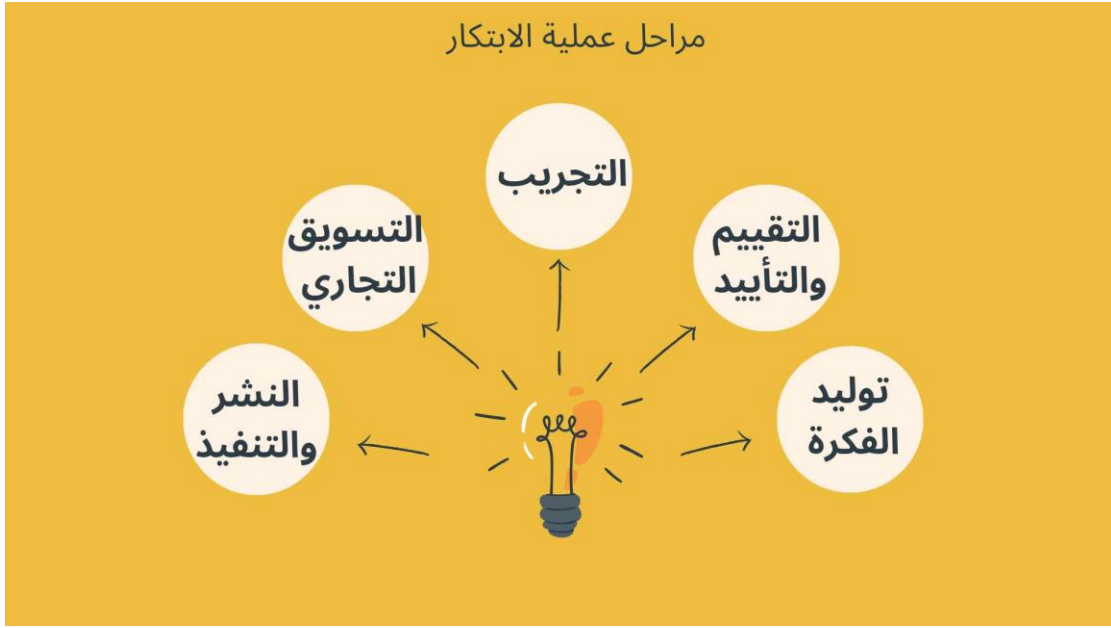 مراحل عملية الابتكار
توليد
الفكرة
التقييم
والتأييد
التجريب
التسويق
التجاري
النشر
والتنفيذ